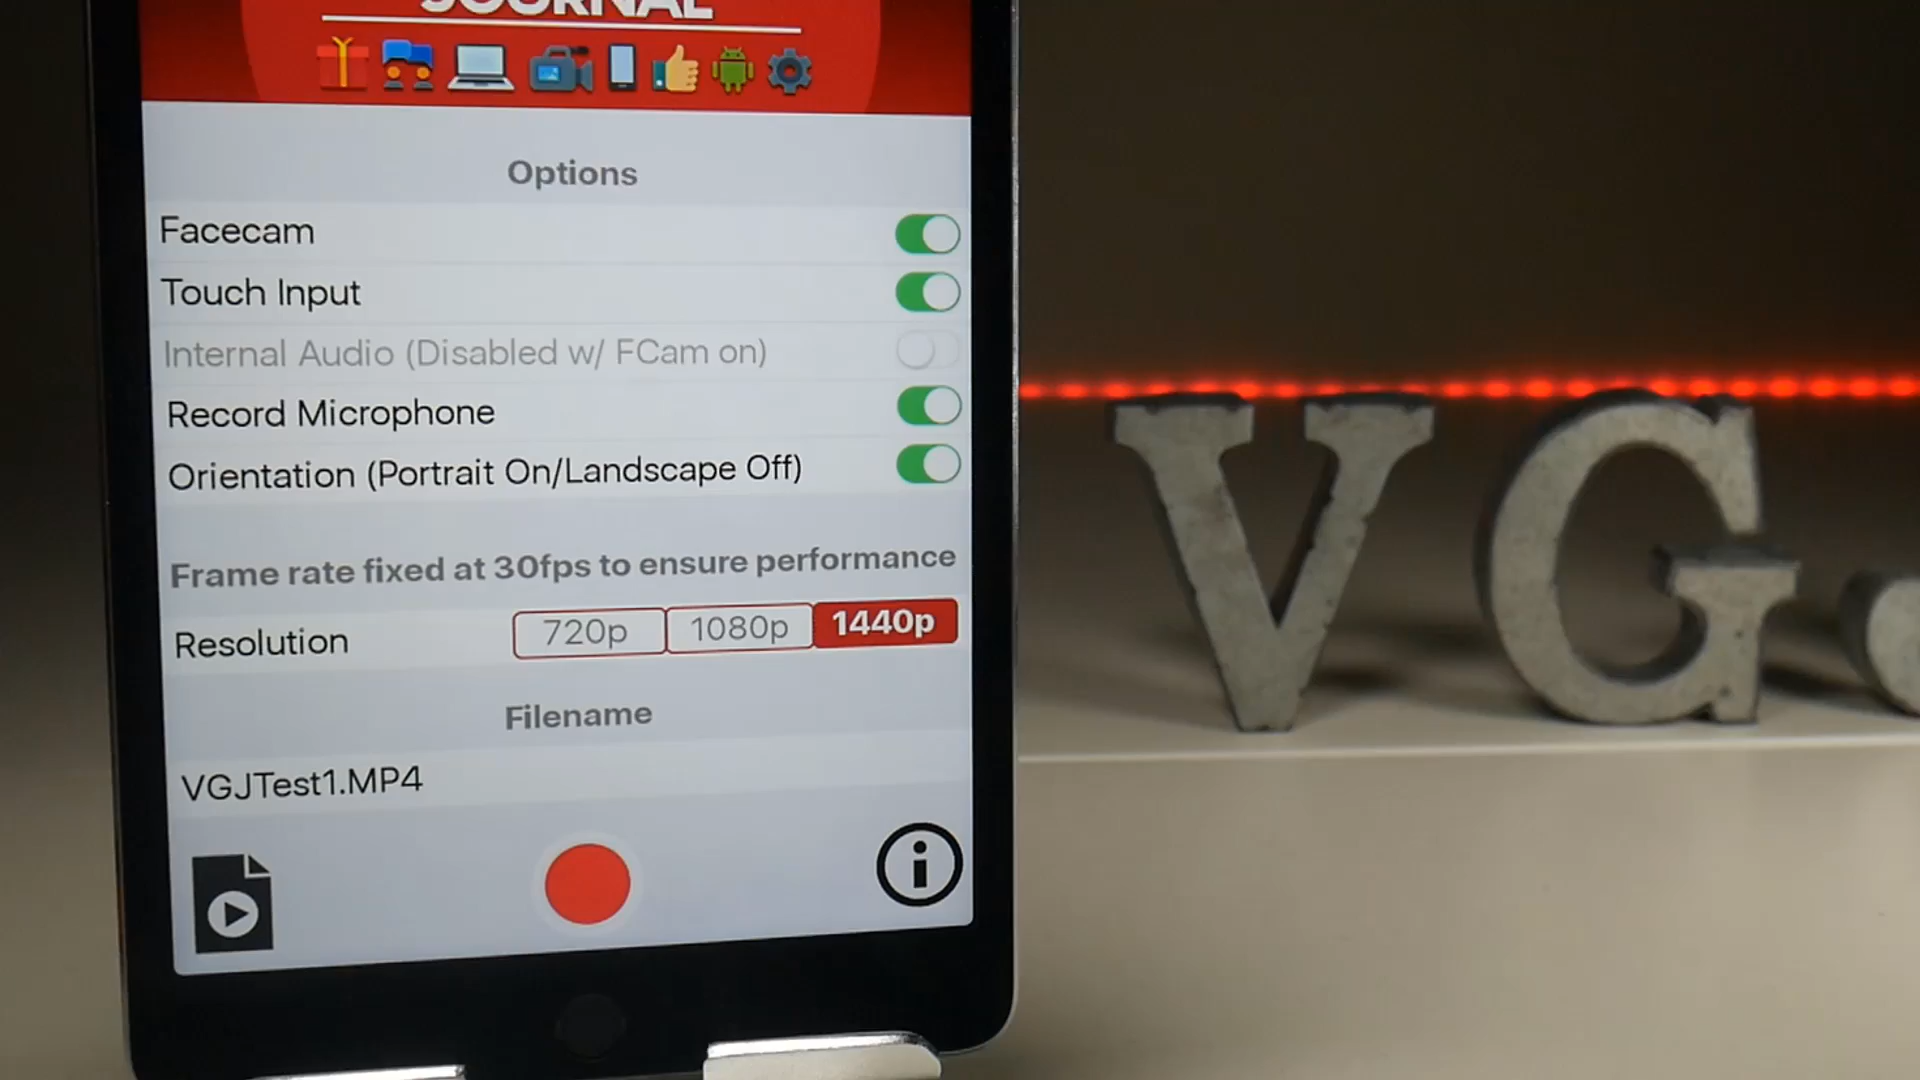 JOURNAL
Options
Facecam
Touch Input
Internal Audio (Disabled w/ FCam on)
Record Microphone
Orientation (Portrait On/Landscape Off)
Frame rate fixed at 30fps to ensure performance
Resolution 720p 1080p 1440p
Filename
VGJTest1.MP4
VG